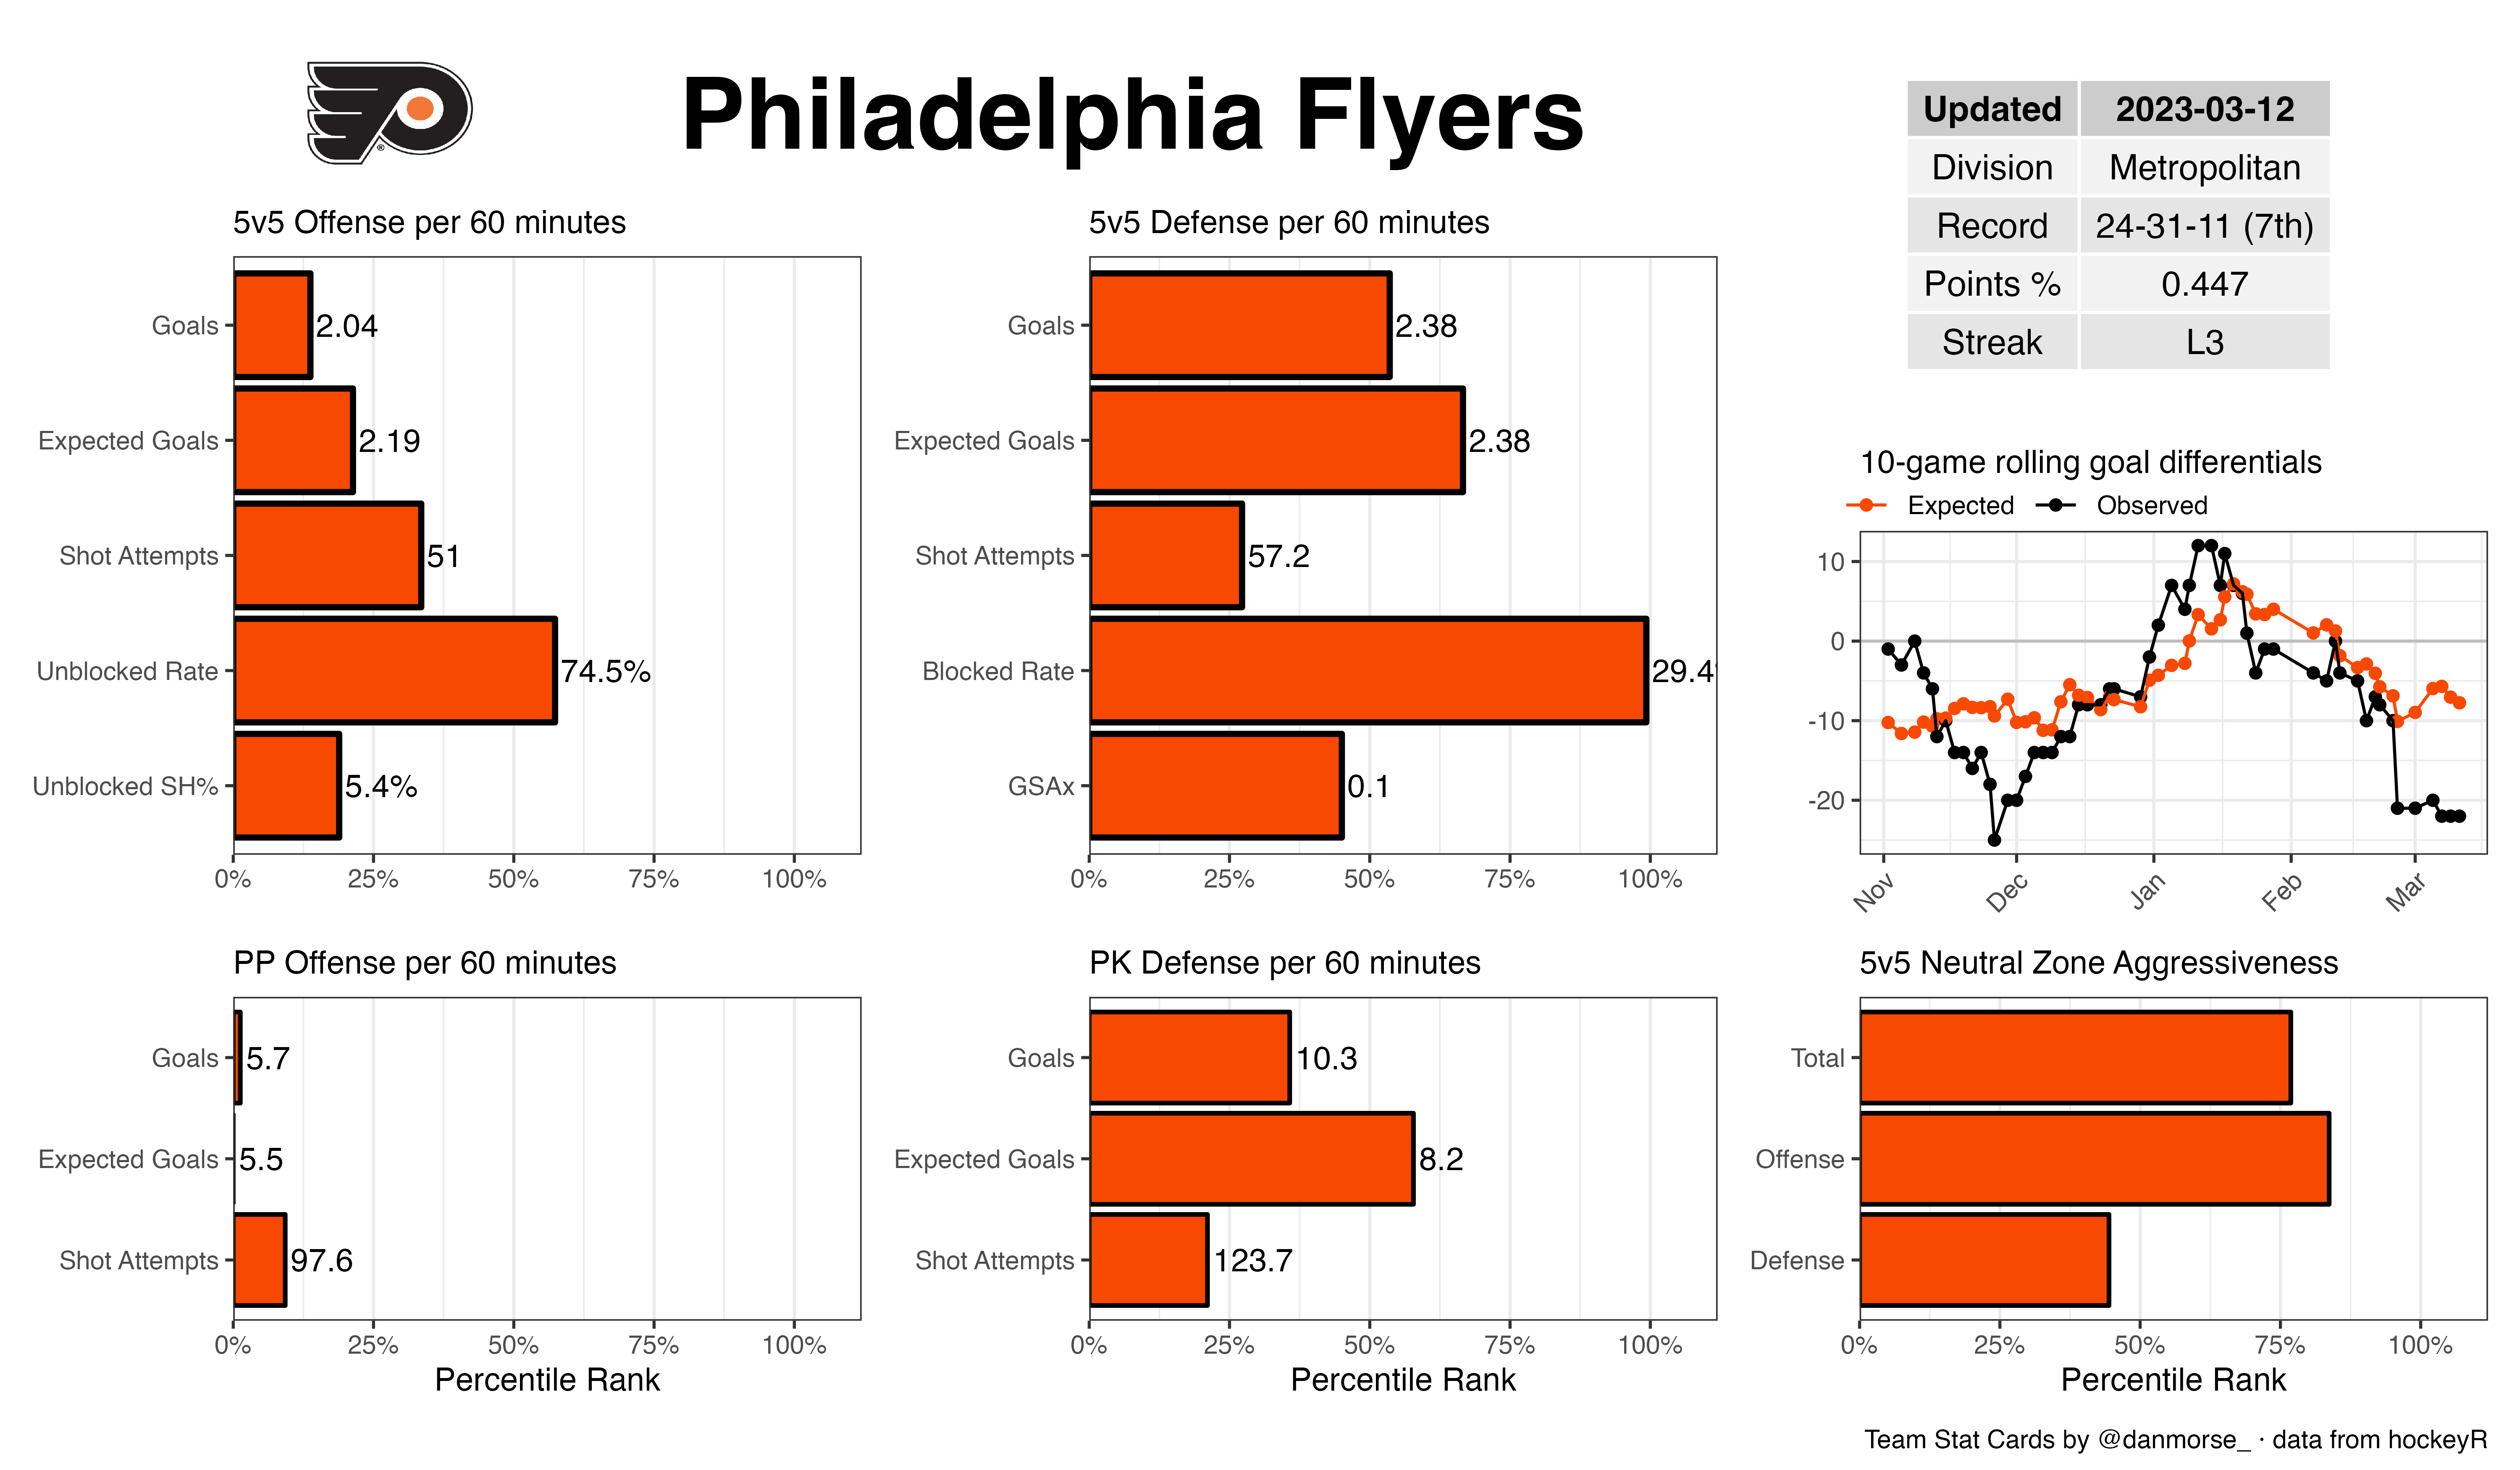 Philadelphia Flyers
Updated 2023-03-12
Division Metropolitan
Record 24-31-11 (7th)
Points % 0.447
Streak L3
5v5 Offense per 60 minutes
Goals 2.04
Expected Goals 2.19
Shot Attempts 51
Unblocked Rate 74.5%
Unblocked SH% 5.4%
0% 25% 50% 75% 100%
5v5 Defense per 60 minutes
Goals 2.38
Expected Goals 2.38
Shot Attempts 57.2
Blocked Rate 29.4
GSAx 0.1
0% 25% 50% 75% 100%
10-game rolling goal differentials
Expected Observed
10
0
-10
-20
Nov Dec Jan Feb Mar
PP Offense per 60 minutes
Goals 5.7
Expected Goals 5.5
Shot Attempts 97.6
0% 25% 50% 75% 100%
Percentile Rank
PK Defense per 60 minutes
Goals 10.3
Expected Goals 8.2
Shot Attempts 123.7
0% 25% 50% 75% 100%
Percentile Rank
5v5 Neutral Zone Aggressiveness
Total
Offense
Defense
0% 25% 50% 75% 100%
Percentile Rank
Team Stat Cards by @danmorse_ · data from hockeyR